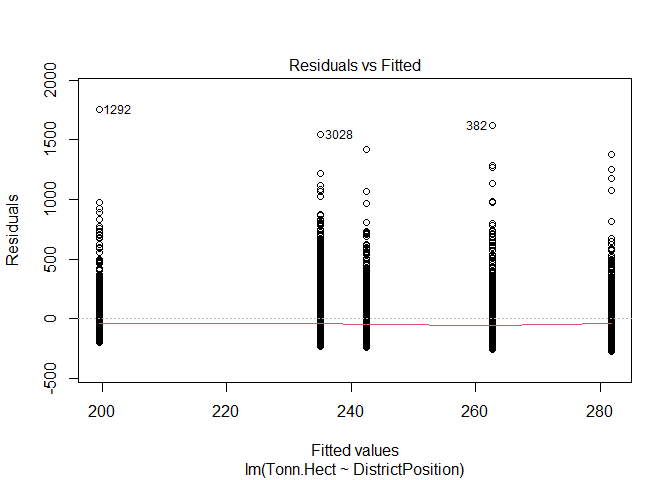 Residuals vs Fitted
2000
1500
1000
500
0
-500
Residuals
1292
3028
382
200 220 240 260 280
Fitted values
lm(Tonn.Hect ~ DistrictPosition)